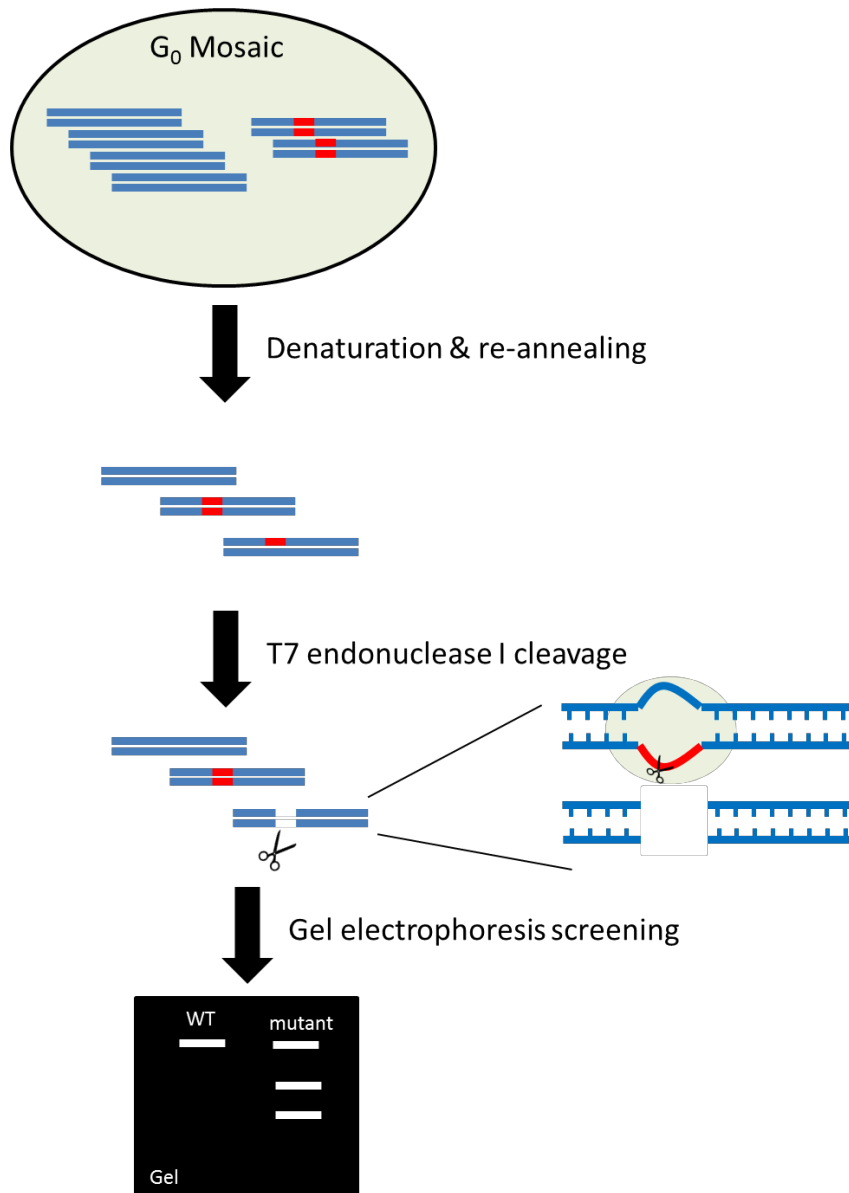 G₀ Mosaic
Denaturation & re-annealing
T7 endonuclease I cleavage
Gel electrophoresis screening
WT
mutant
Gel